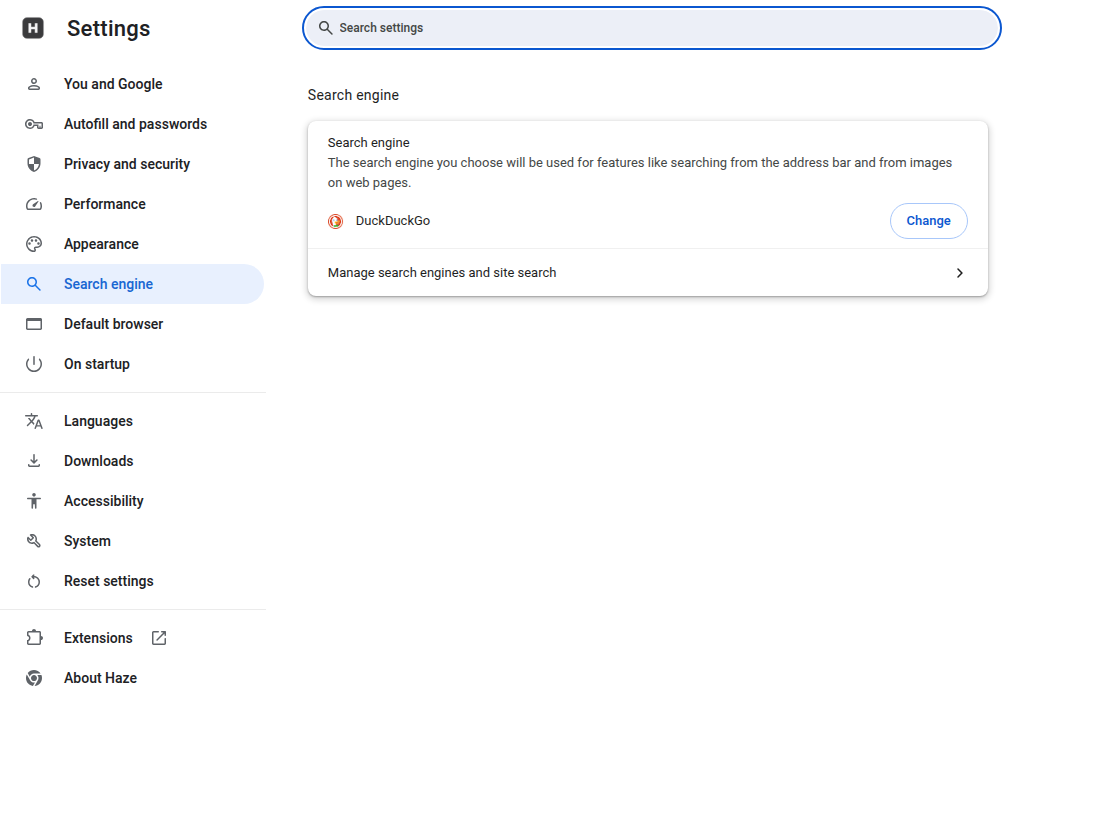 H
Settings
Search settings
You and Google
Autofill and passwords
Privacy and security
Performance
Appearance
Search engine
Default browser
On startup
Languages
Downloads
Accessibility
System
Reset settings
Extensions
About Haze
Search engine
Search engine
The search engine you choose will be used for features like searching from the address bar and from images
on web pages.
DuckDuckGo
Change
Manage search engines and site search